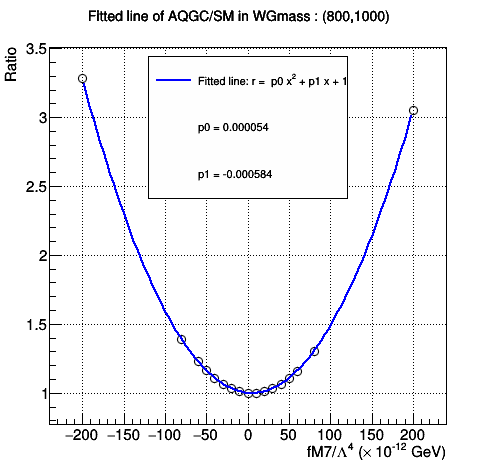 FItted line of AQGC/SM in WGmass : (800,1000)
Ratio
3.5
3
2.5
2
1.5
1
Fitted line: r = p0 x² + p1 x + 1
p0 = 0.000054
p1 = -0.000584
−200 −150 −100 −50 0 50 100 150 200
fM7/Λ⁴ (× 10⁻¹² GeV)